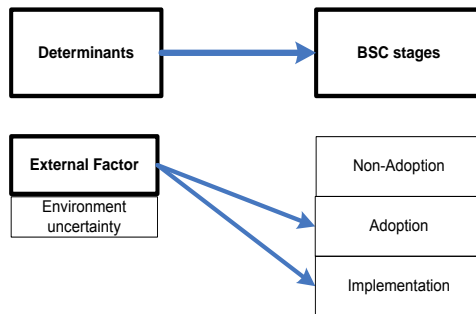 Determinants
BSC stages
External Factor
Environment
uncertainty
Non-Adoption
Adoption
Implementation